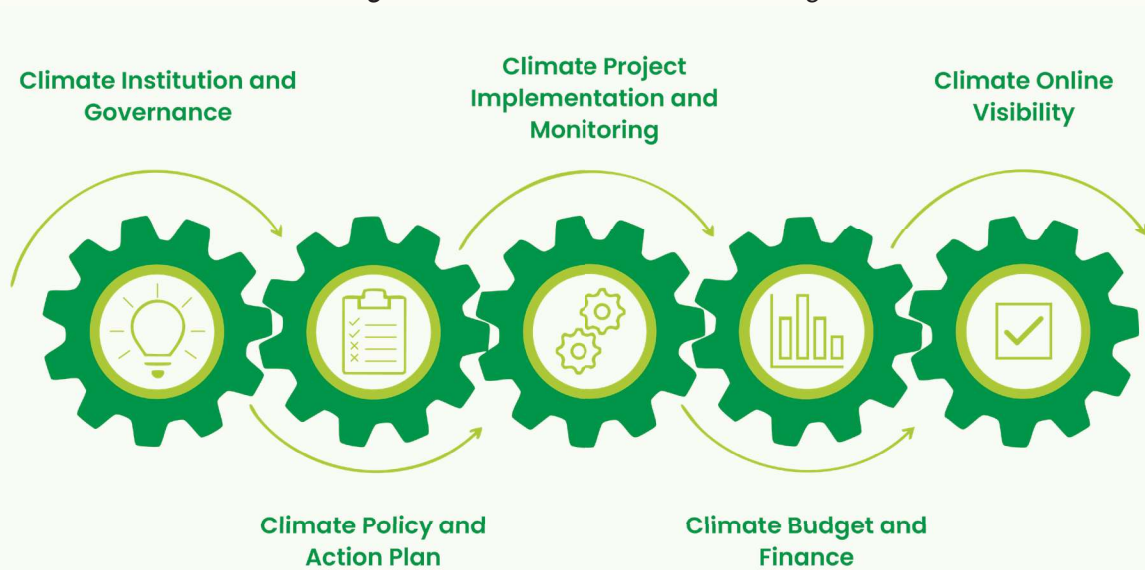 Climate Institution and
Governance
Climate Project
Implementation and
Monitoring
Climate Online
Visibility
Climate Policy and
Action Plan
Climate Budget and
Finance